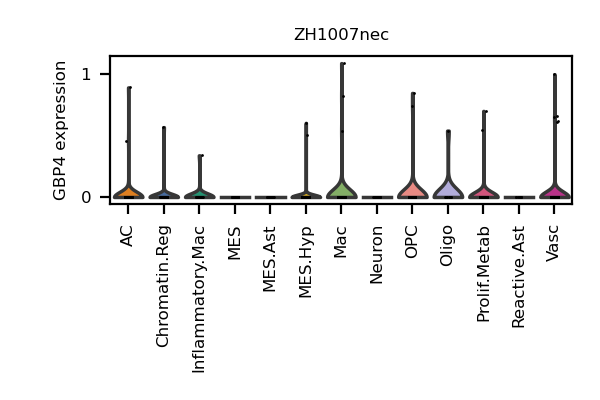 ZH1007nec
GBP4 expression
1
0
AC
Chromatin.Reg
Inflammatory.Mac
MES
MES.Ast
MES.Hyp
Mac
Neuron
OPC
Oligo
Prolif.Metab
Reactive.Ast
Vasc